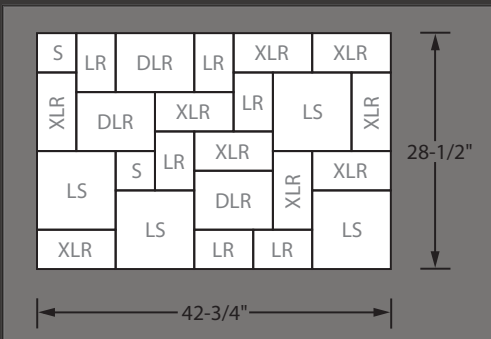 S LR DLR LR XLR XLR
XLR DLR XLR LR LS XLR
28-1/2"
LS S LR XLR XLR XLR
LS DLR LS
XLR LR LR
42-3/4"